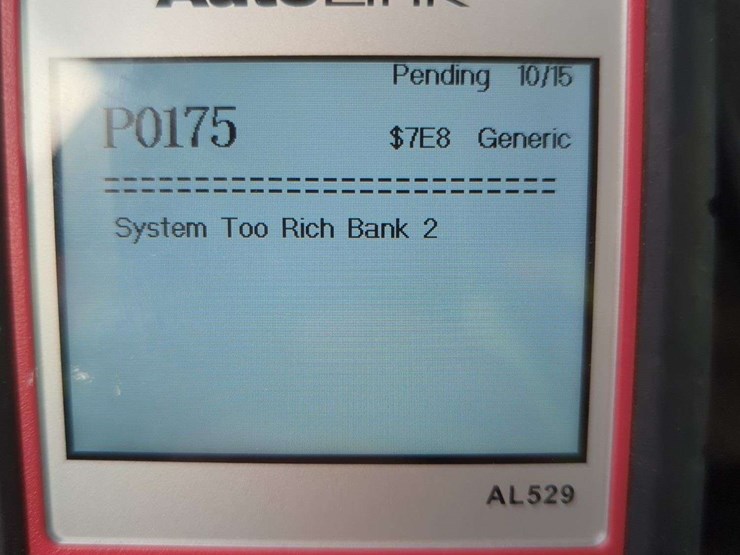 Pending 10/15
P0175 $7E8 Generic
==============================
System Too Rich Bank 2
AL529